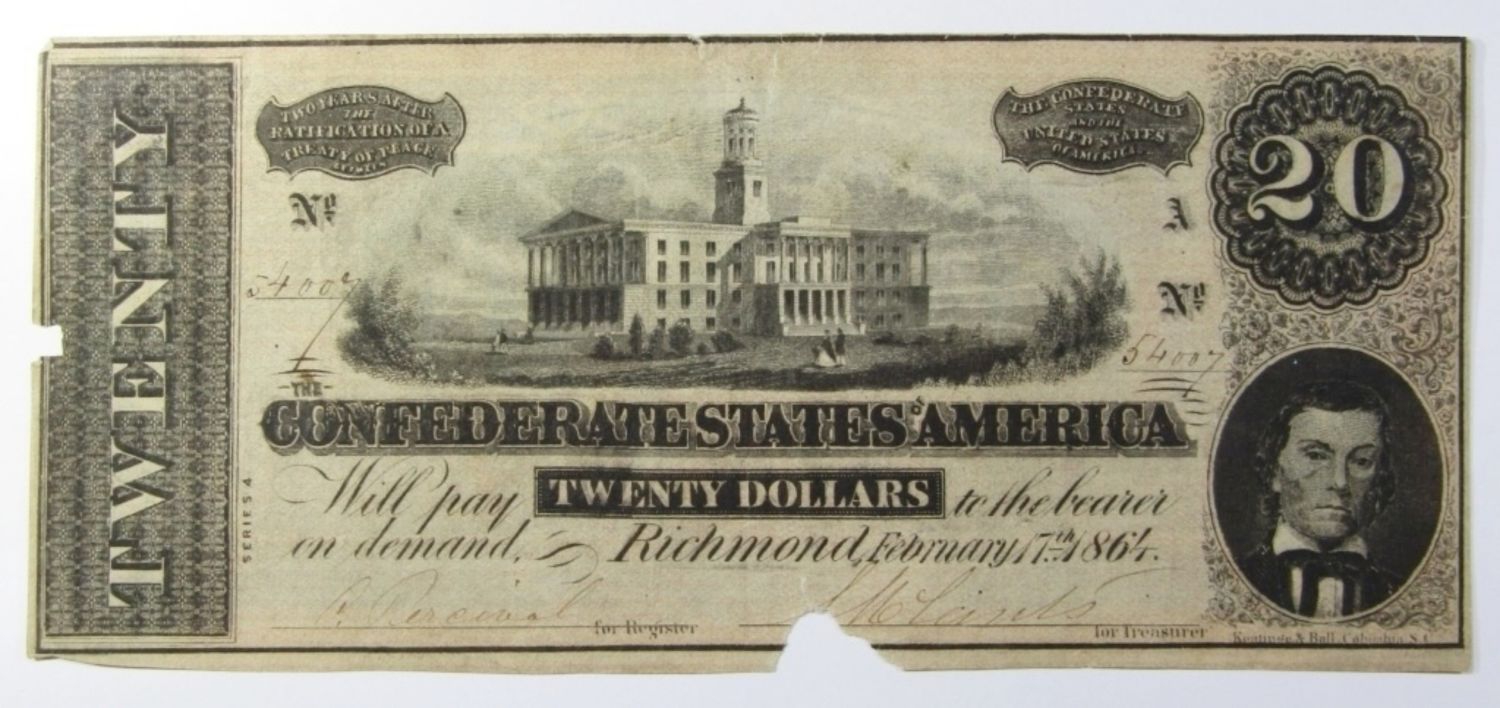 TWENTY
TWO YEARS AFTER
THE
RATIFICATION OF A
TREATY OF PEACE
BETWEEN
THE CONFEDERATE
STATES
AND THE
UNITED STATES
OF AMERICA
20
Nº
A
54007
Nº
54007
THE
CONFEDERATE STATES OF AMERICA
SERIES 4
Will pay TWENTY DOLLARS to the bearer
on demand. Richmond, February 17th 1864.
for Register
for Treasurer
Keatinge & Ball, Columbia, S.C.